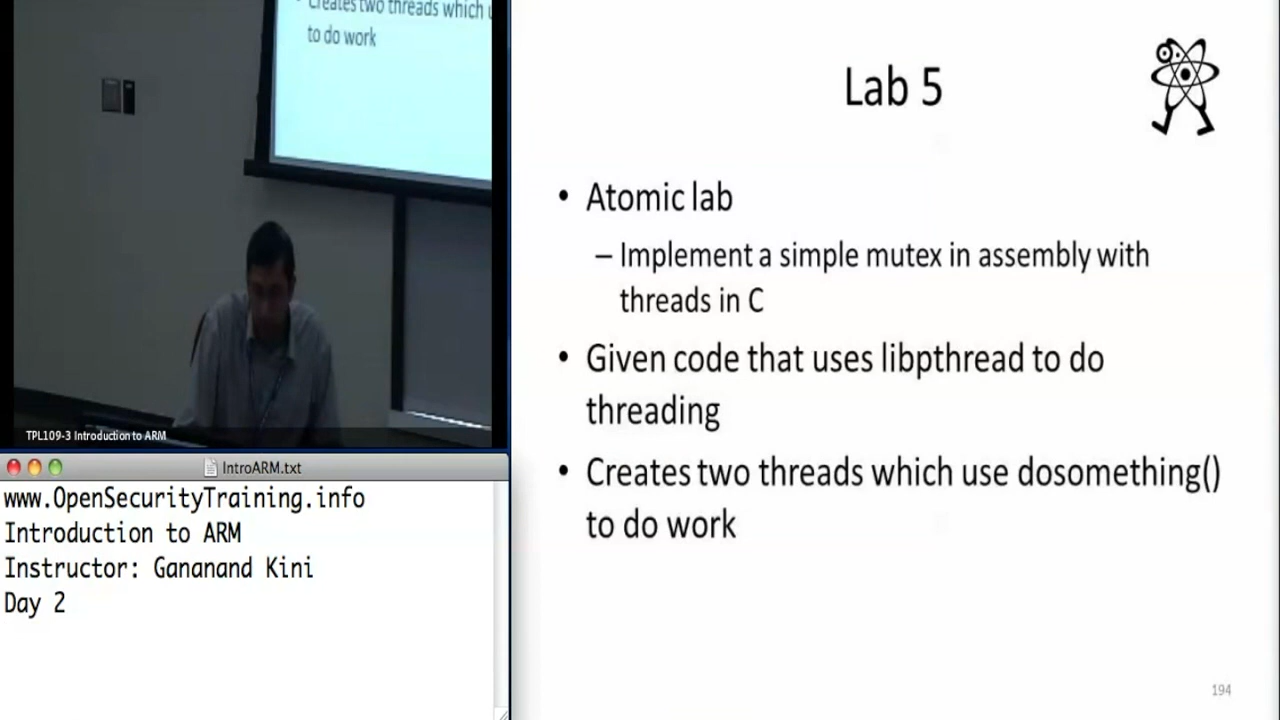 Creates two threads which
to do work
TPL109-3 Introduction to ARM
IntroARM.txt
www.OpenSecurityTraining.info
Introduction to ARM
Instructor: Gananand Kini
Day 2
Lab 5
• Atomic lab
– Implement a simple mutex in assembly with
threads in C
• Given code that uses libpthread to do
threading
• Creates two threads which use dosomething()
to do work
194